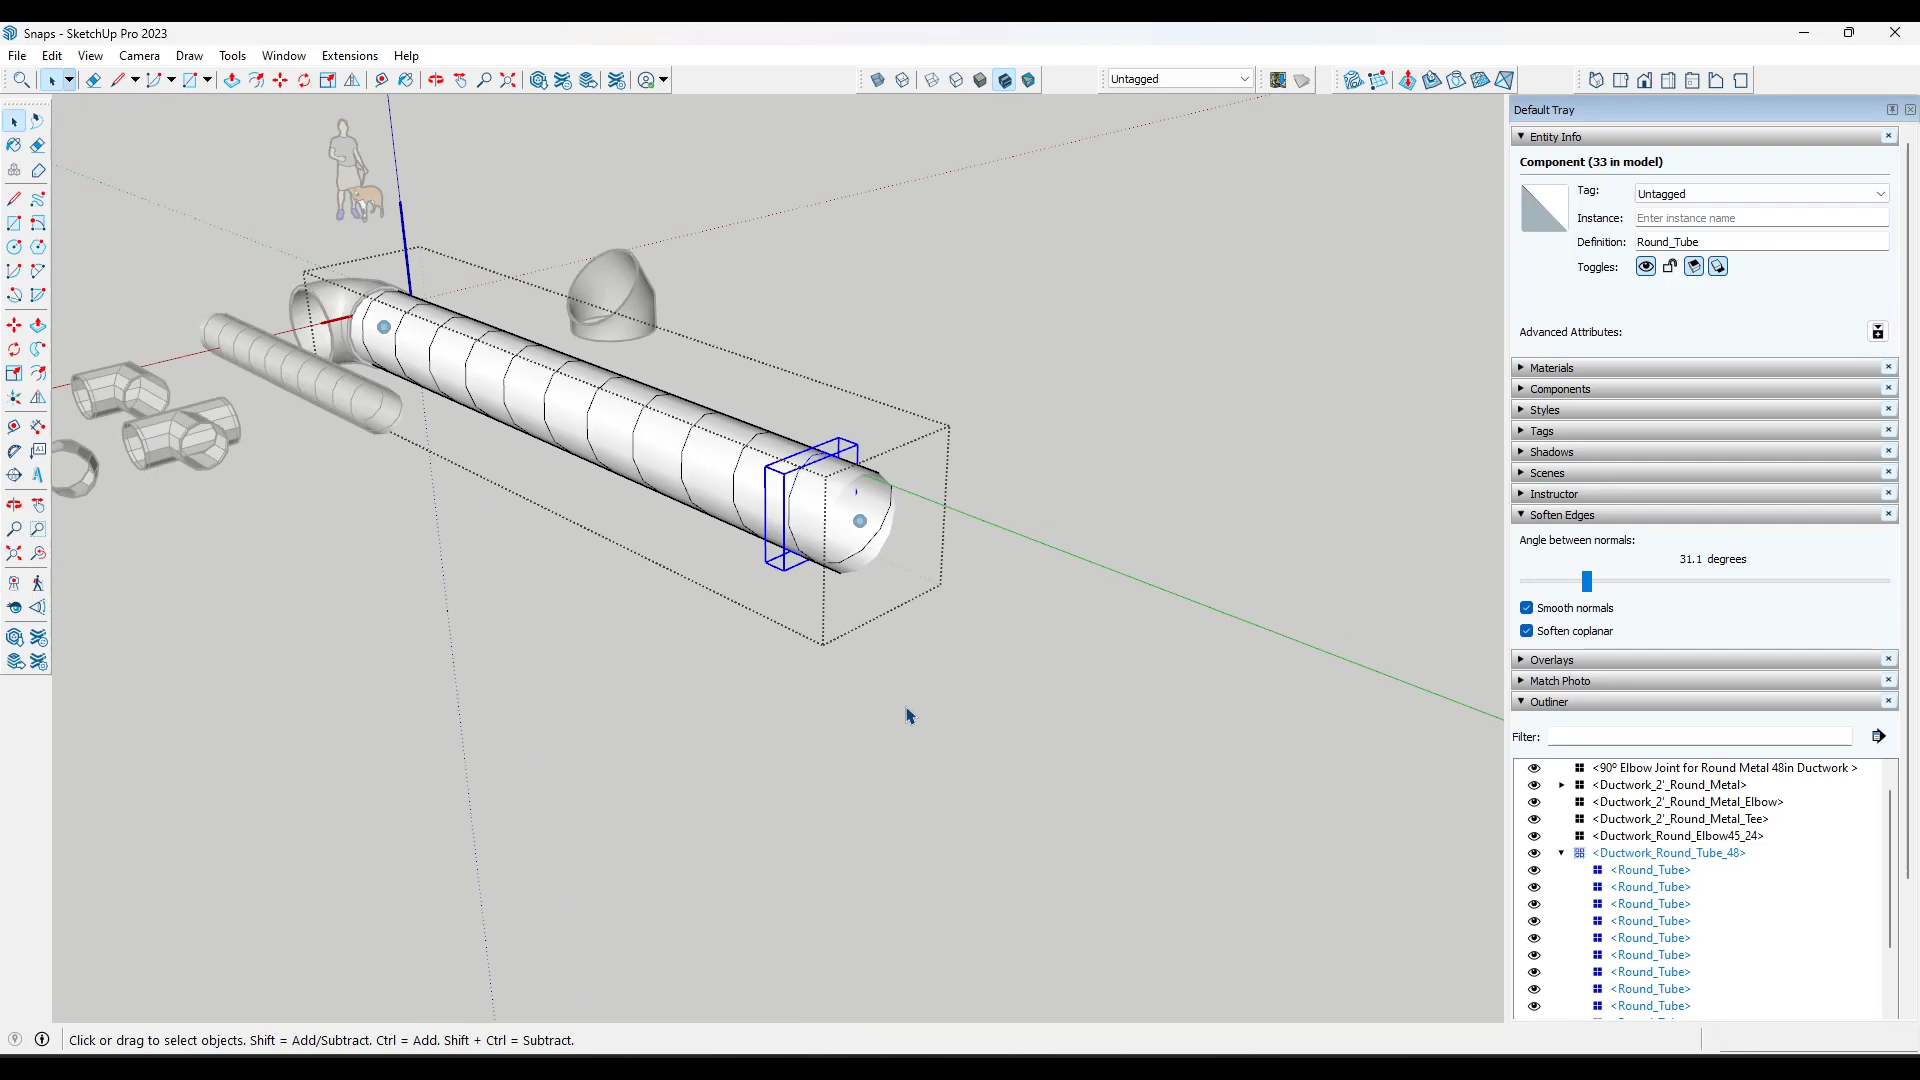 Snaps - SketchUp Pro 2023
File Edit View Camera Draw Tools Window Extensions Help
Untagged
Default Tray
Entity Info
Component (33 in model)
Tag: Untagged
Instance: Enter instance name
Definition: Round_Tube
Toggles:
Advanced Attributes:
Materials
Components
Styles
Tags
Shadows
Scenes
Instructor
Soften Edges
Angle between normals:
31.1 degrees
Smooth normals
Soften coplanar
Overlays
Match Photo
Outliner
Filter:
<90º Elbow Joint for Round Metal 48in Ductwork >
<Ductwork_2'_Round_Metal>
<Ductwork_2'_Round_Metal_Elbow>
<Ductwork_2'_Round_Metal_Tee>
<Ductwork_Round_Elbow45_24>
<Ductwork_Round_Tube_48>
<Round_Tube>
<Round_Tube>
<Round_Tube>
<Round_Tube>
<Round_Tube>
<Round_Tube>
<Round_Tube>
<Round_Tube>
<Round_Tube>
Click or drag to select objects. Shift = Add/Subtract. Ctrl = Add. Shift + Ctrl = Subtract.